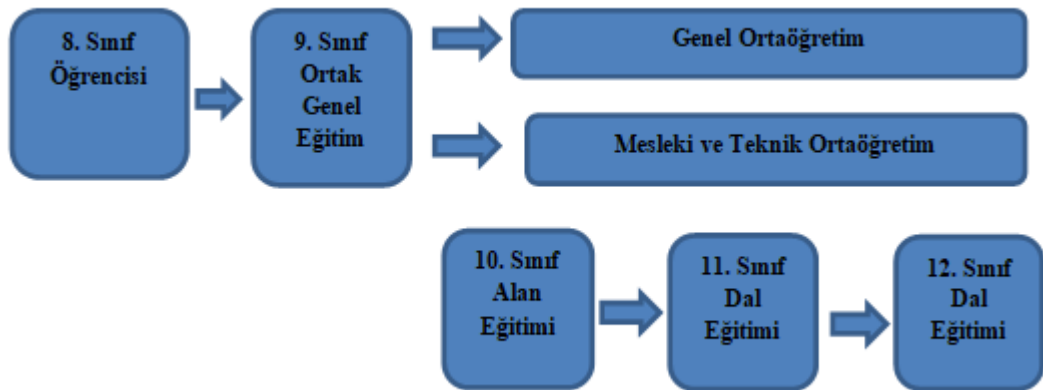 8. Sınıf
Öğrencisi
9. Sınıf
Ortak
Genel
Eğitim
Genel Ortaöğretim
Mesleki ve Teknik Ortaöğretim
10. Sınıf
Alan
Eğitimi
11. Sınıf
Dal
Eğitimi
12. Sınıf
Dal
Eğitimi